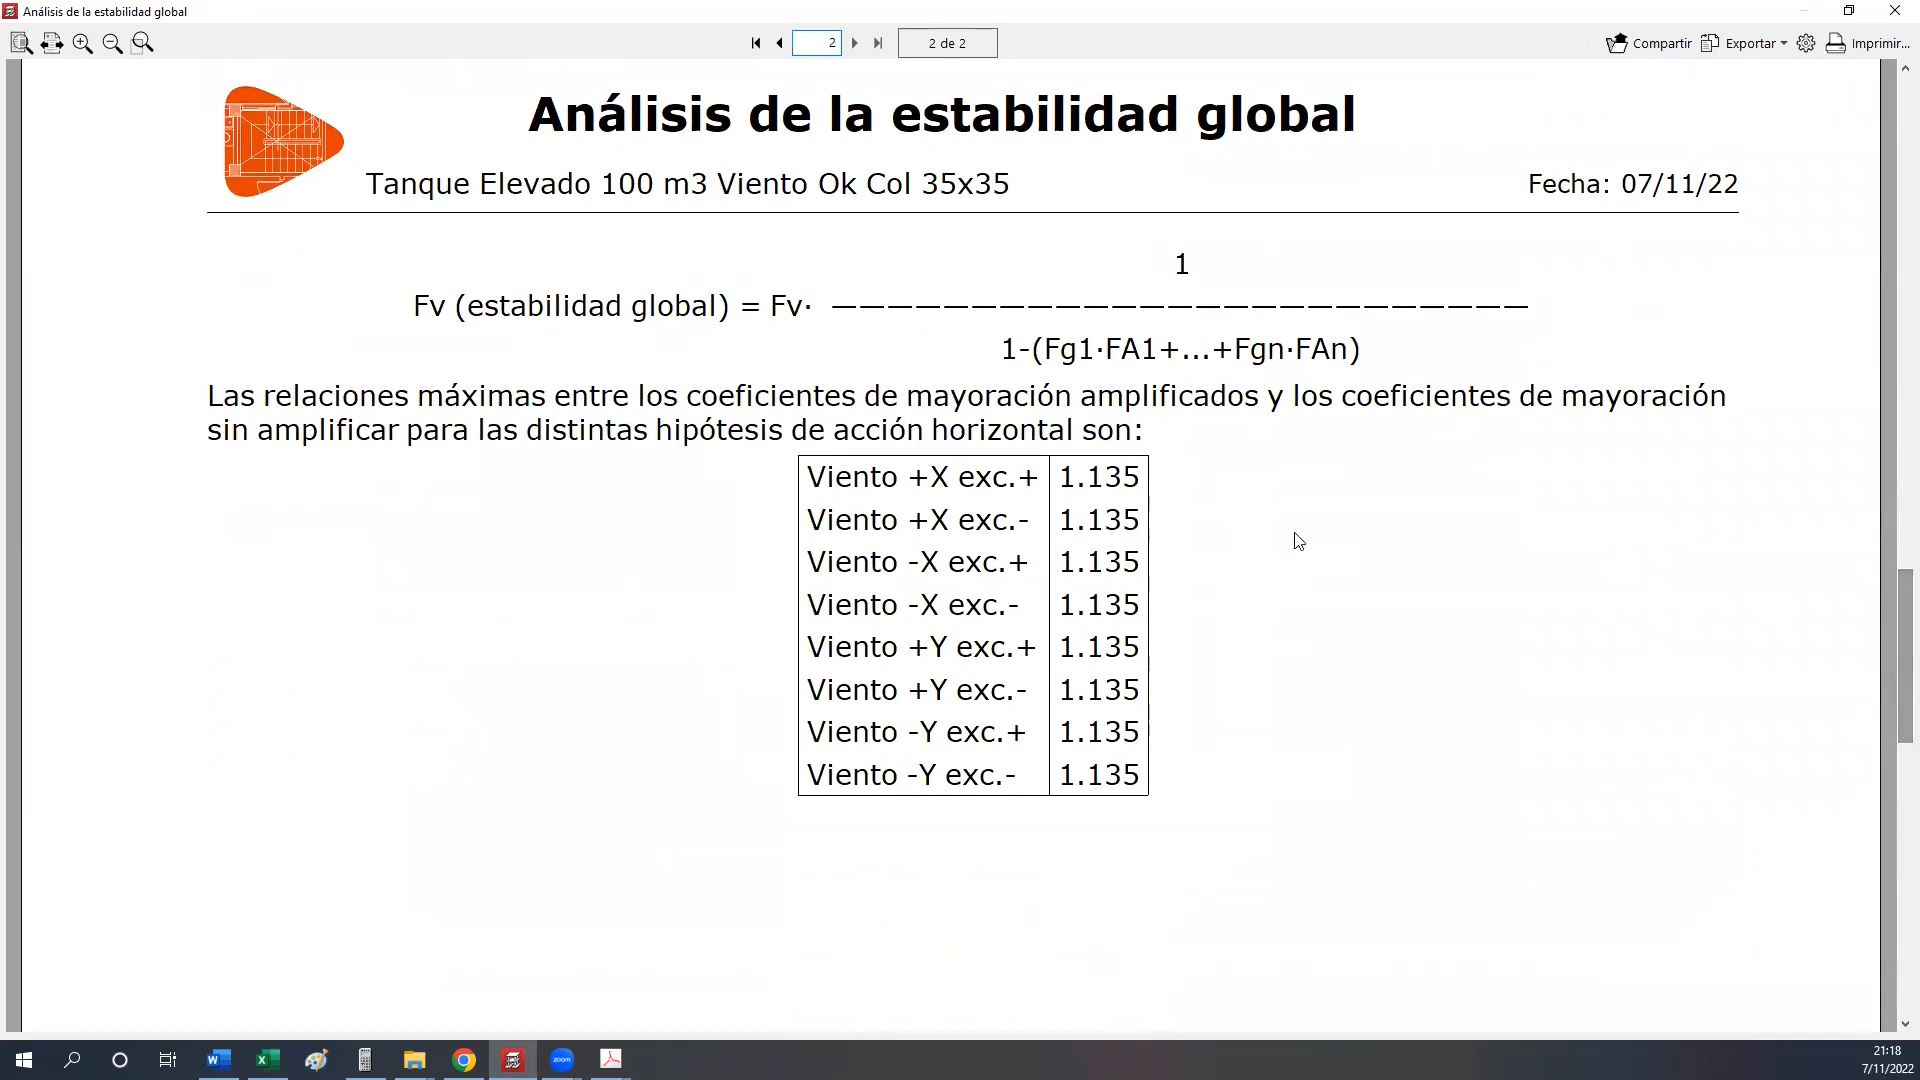 Análisis de la estabilidad global
2
2 de 2
Compartir
Exportar
Imprimir...
Análisis de la estabilidad global
Tanque Elevado 100 m3 Viento Ok Col 35x35
Fecha: 07/11/22
1
Fv (estabilidad global) = Fv· —————————————————————————
1-(Fg1·FA1+...+Fgn·FAn)
Las relaciones máximas entre los coeficientes de mayoración amplificados y los coeficientes de mayoración
sin amplificar para las distintas hipótesis de acción horizontal son:
Viento +X exc.+ 1.135
Viento +X exc.- 1.135
Viento -X exc.+ 1.135
Viento -X exc.- 1.135
Viento +Y exc.+ 1.135
Viento +Y exc.- 1.135
Viento -Y exc.+ 1.135
Viento -Y exc.- 1.135
zoom
21:18
7/11/2022